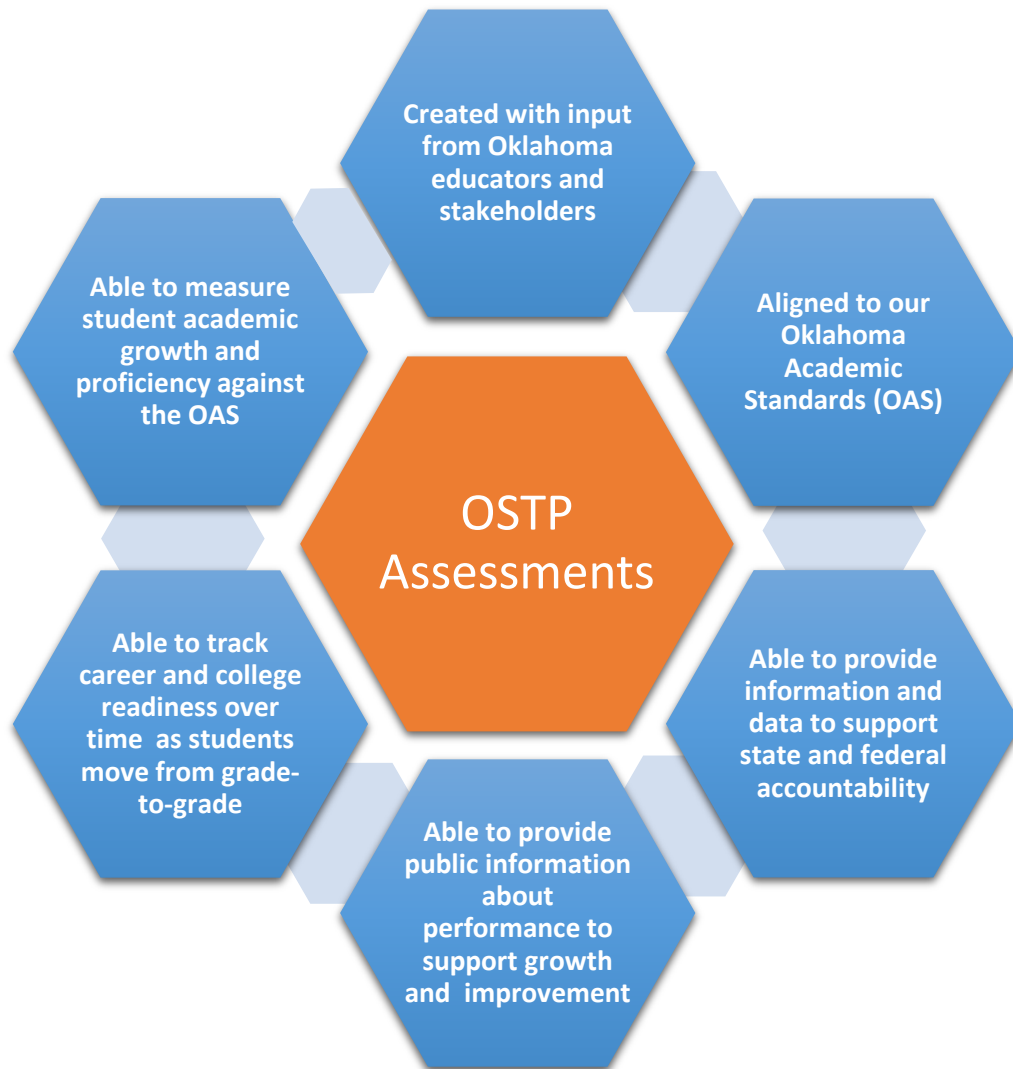 Created with input
from Oklahoma
educators and
stakeholders
Aligned to our
Oklahoma
Academic
Standards (OAS)
Able to provide
information and
data to support
state and federal
accountability
Able to provide
public information
about
performance to
support growth
and improvement
Able to track
career and college
readiness over
time as students
move from grade-
to-grade
Able to measure
student academic
growth and
proficiency against
the OAS
OSTP
Assessments